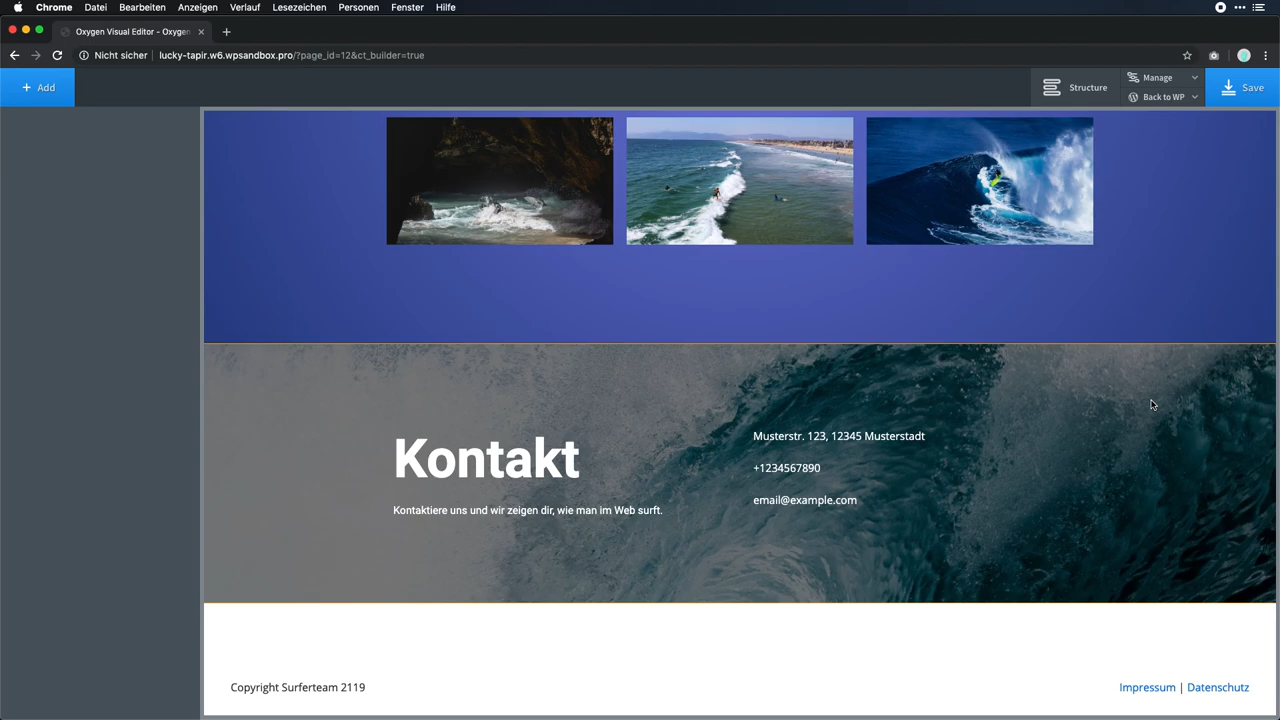 Chrome Datei Bearbeiten Anzeigen Verlauf Lesezeichen Personen Fenster Hilfe
Oxygen Visual Editor - Oxygen
Nicht sicher lucky-tapir.w6.wpsandbox.pro/?page_id=12&ct_builder=true
+ Add
Structure
Manage
Back to WP
Save
Kontakt
Kontaktiere uns und wir zeigen dir, wie man im Web surft.
Musterstr. 123, 12345 Musterstadt
+1234567890
email@example.com
Copyright Surferteam 2119
Impressum | Datenschutz